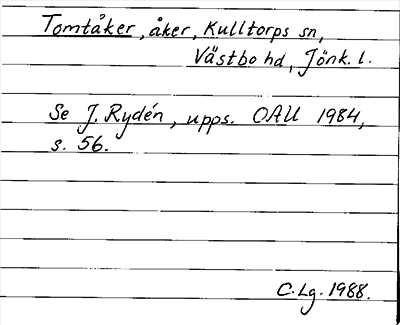 Tomtåker, åker, Kulltorps sn,
Västbo hd, Jönk. l.
Se J. Rydén, upps. OAU 1984,
s. 56.
C. Lg. 1988.